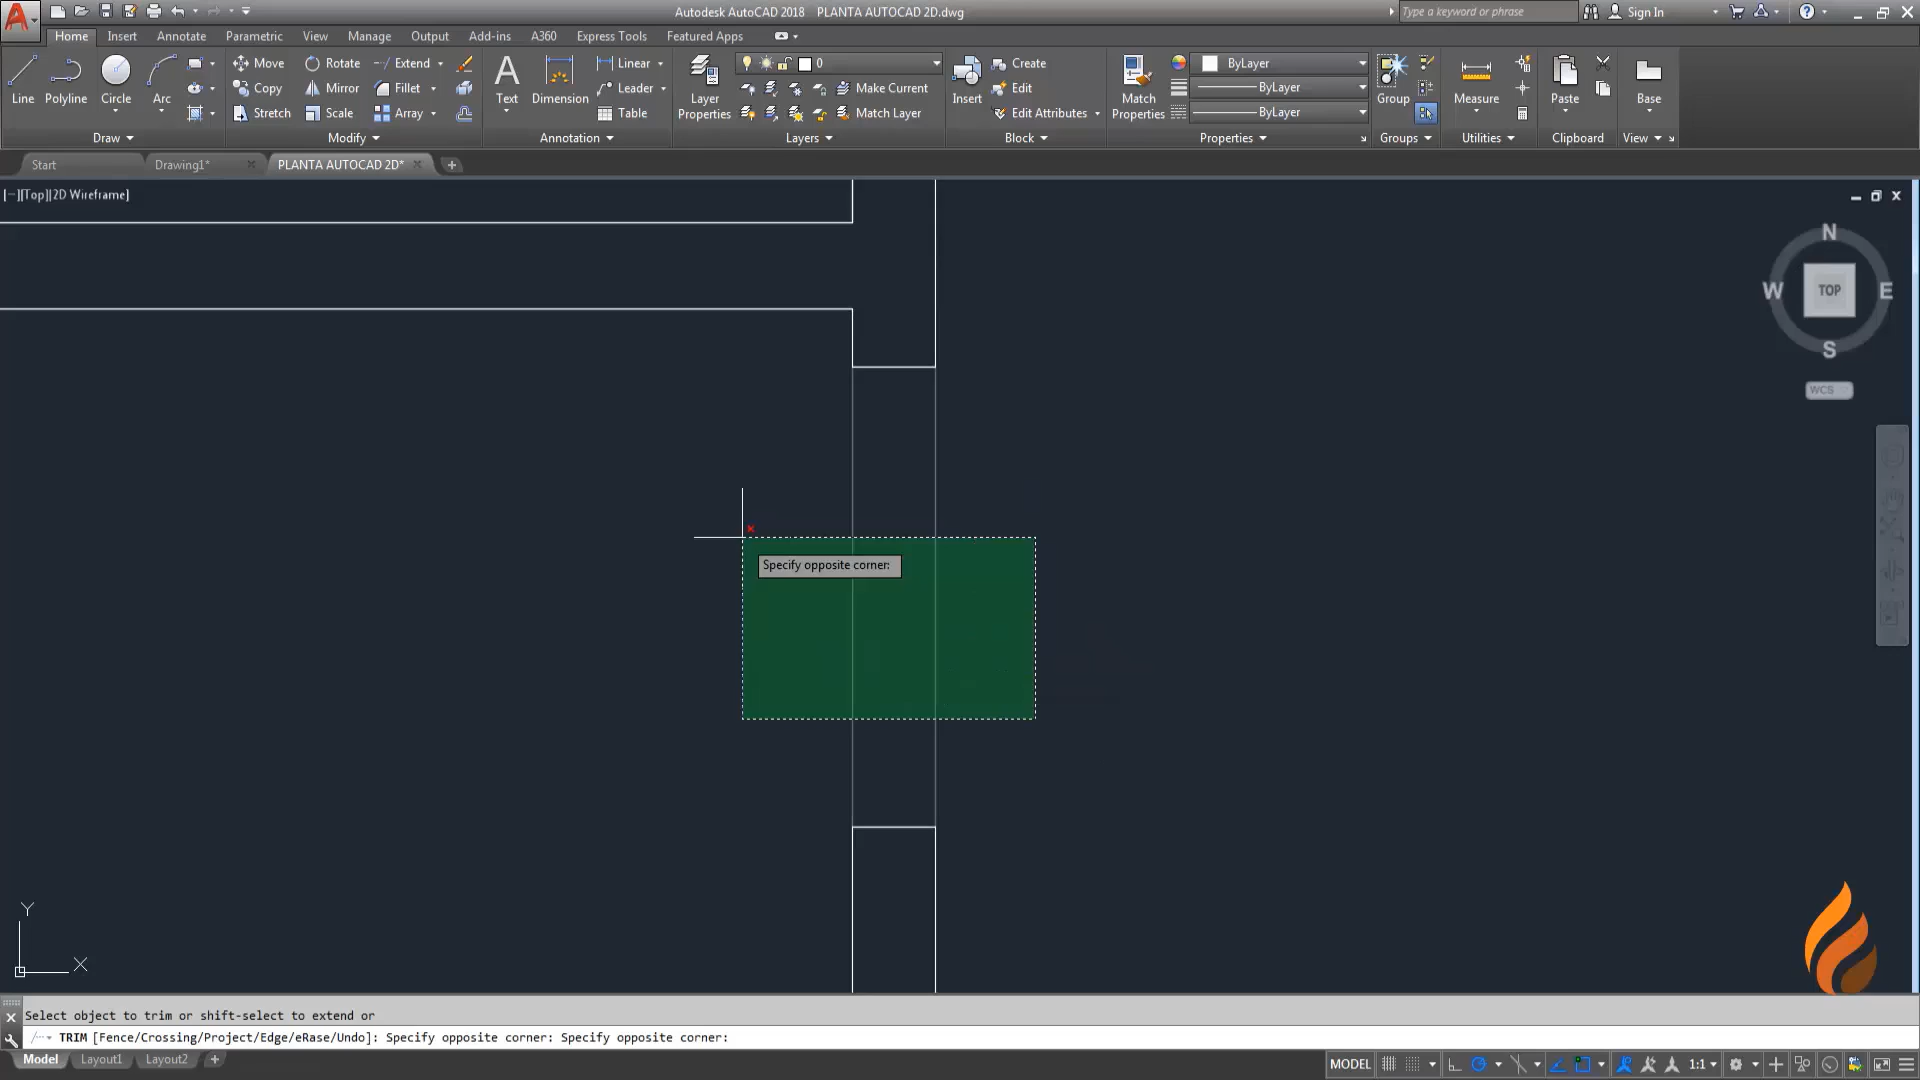 Autodesk AutoCAD 2018 PLANTA AUTOCAD 2D.dwg
Type a keyword or phrase
Sign In
Home Insert Annotate Parametric View Manage Output Add-ins A360 Express Tools Featured Apps
Line Polyline Circle Arc
Move Rotate Extend
Copy Mirror Fillet
Stretch Scale Array
Text Dimension
Linear
Leader
Table
Layer Properties
0
Make Current
Match Layer
Insert
Create
Edit
Edit Attributes
Match Properties
ByLayer
ByLayer
ByLayer
Group
Measure
Paste
Base
Draw Modify Annotation Layers Block Properties Groups Utilities Clipboard View
Start Drawing1* PLANTA AUTOCAD 2D*
[−][Top][2D Wireframe]
N
W TOP E
S
WCS
Specify opposite corner:
Y
X
Select object to trim or shift-select to extend or
TRIM [Fence/Crossing/Project/Edge/eRase/Undo]: Specify opposite corner: Specify opposite corner:
Model Layout1 Layout2
MODEL 1:1